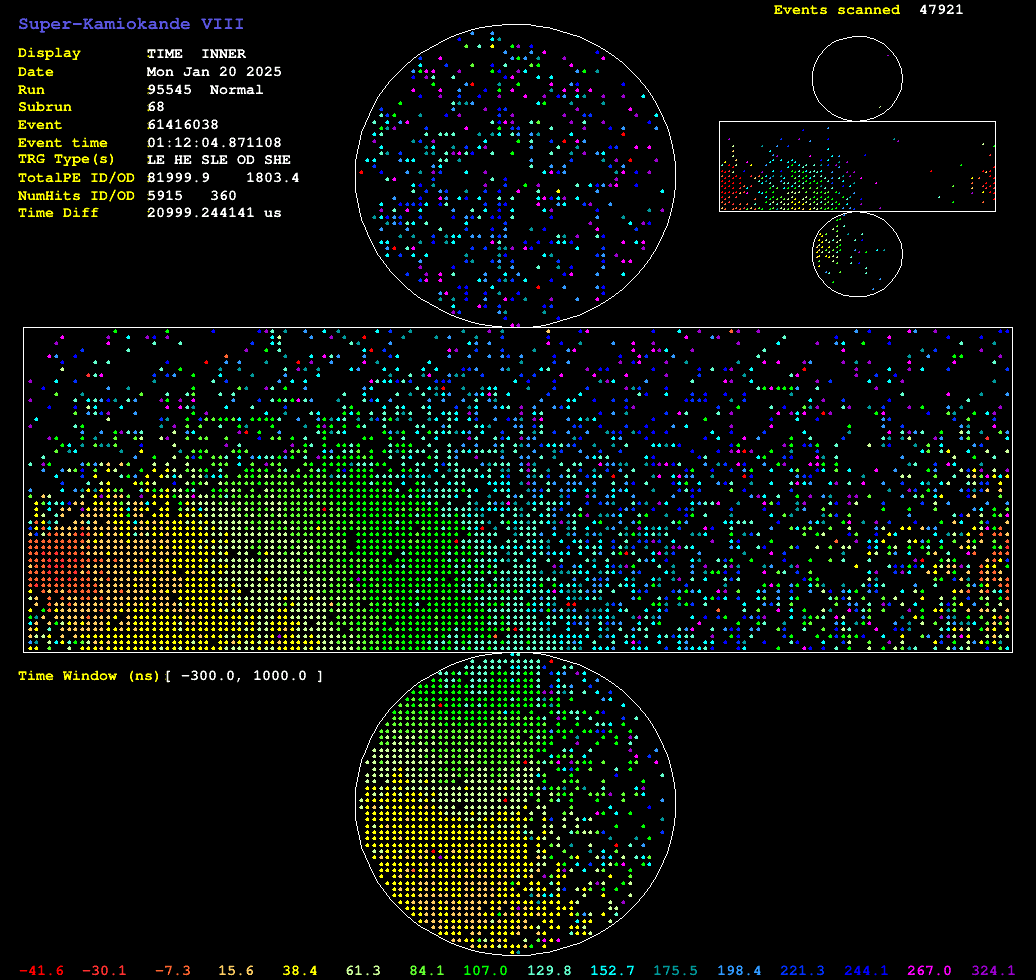 Super-Kamiokande VIII
Events scanned 47921
Display TIME INNER
Date Mon Jan 20 2025
Run 95545 Normal
Subrun 68
Event 61416038
Event time 01:12:04.871108
TRG Type(s) LE HE SLE OD SHE
TotalPE ID/OD 81999.9 1803.4
NumHits ID/OD 5915 360
Time Diff 20999.244141 us
Time Window (ns)[ -300.0, 1000.0 ]
-41.6 -30.1 -7.3 15.6 38.4 61.3 84.1 107.0 129.8 152.7 175.5 198.4 221.3 244.1 267.0 324.1